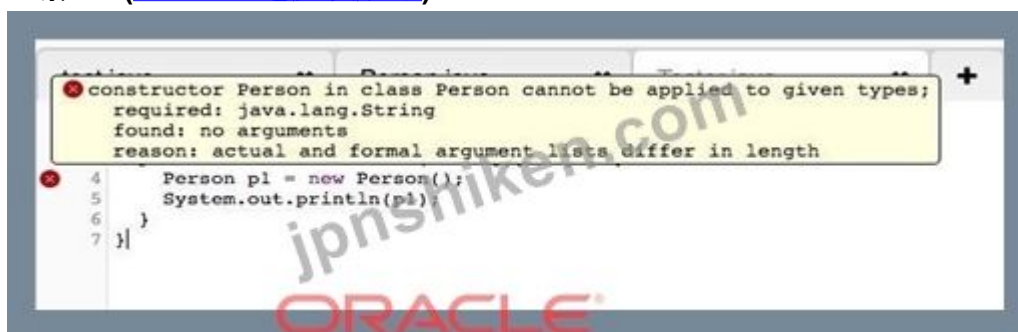 constructor Person in class Person cannot be applied to given types;
required: java.lang.String
found: no arguments
reason: actual and formal argument lists differ in length
4 Person p1 = new Person();
5 System.out.println(p1);
6 }
7 }
jpnshiken.com
ORACLE